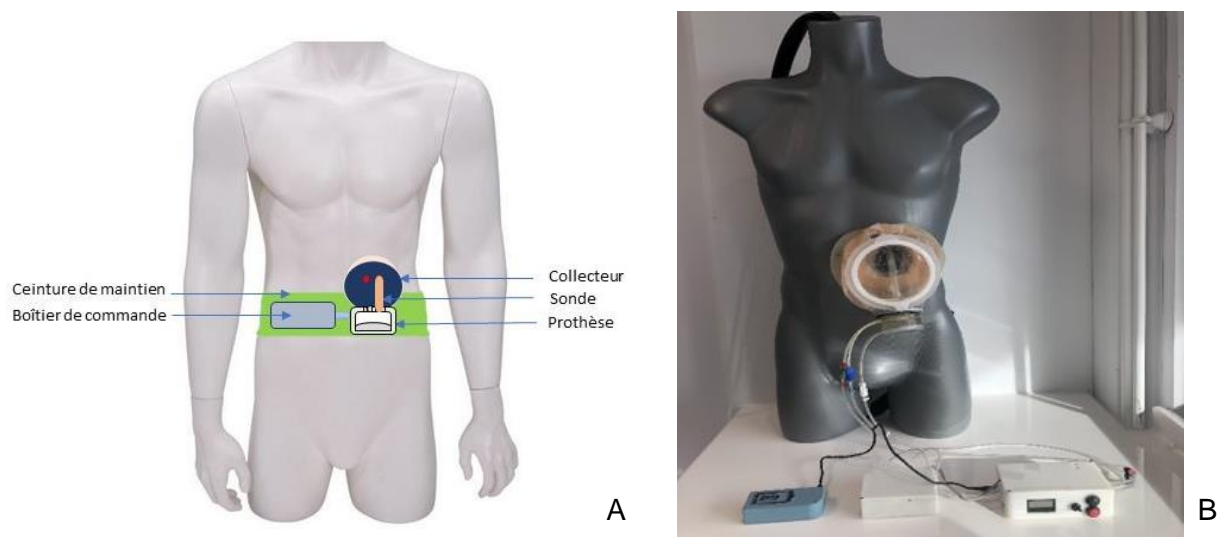 Ceinture de maintien
Boîtier de commande
Collecteur
Sonde
Prothèse
A
B